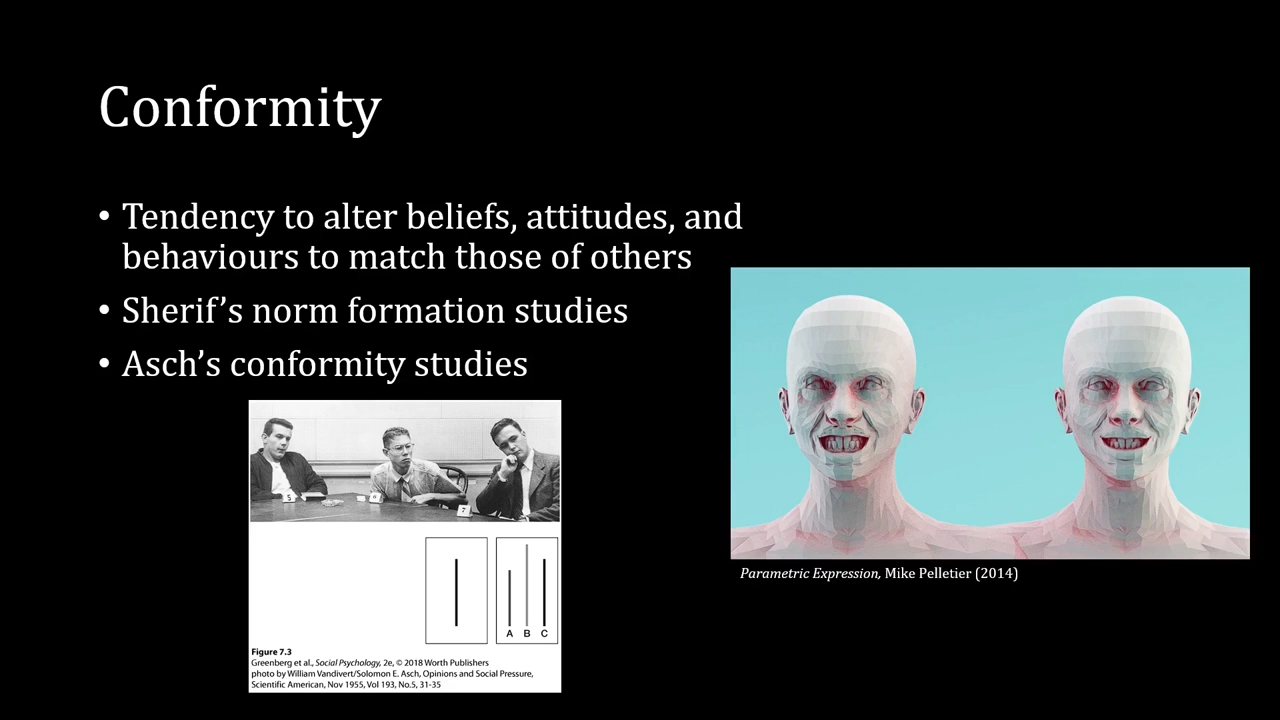 Conformity
• Tendency to alter beliefs, attitudes, and
behaviours to match those of others
• Sherif’s norm formation studies
• Asch’s conformity studies
A B C
Figure 7.3
Greenberg et al., Social Psychology, 2e, © 2018 Worth Publishers
photo by William Vandivert/Solomon E. Asch, Opinions and Social Pressure,
Scientific American, Nov 1955, Vol 193, No.5, 31-35
Parametric Expression, Mike Pelletier (2014)